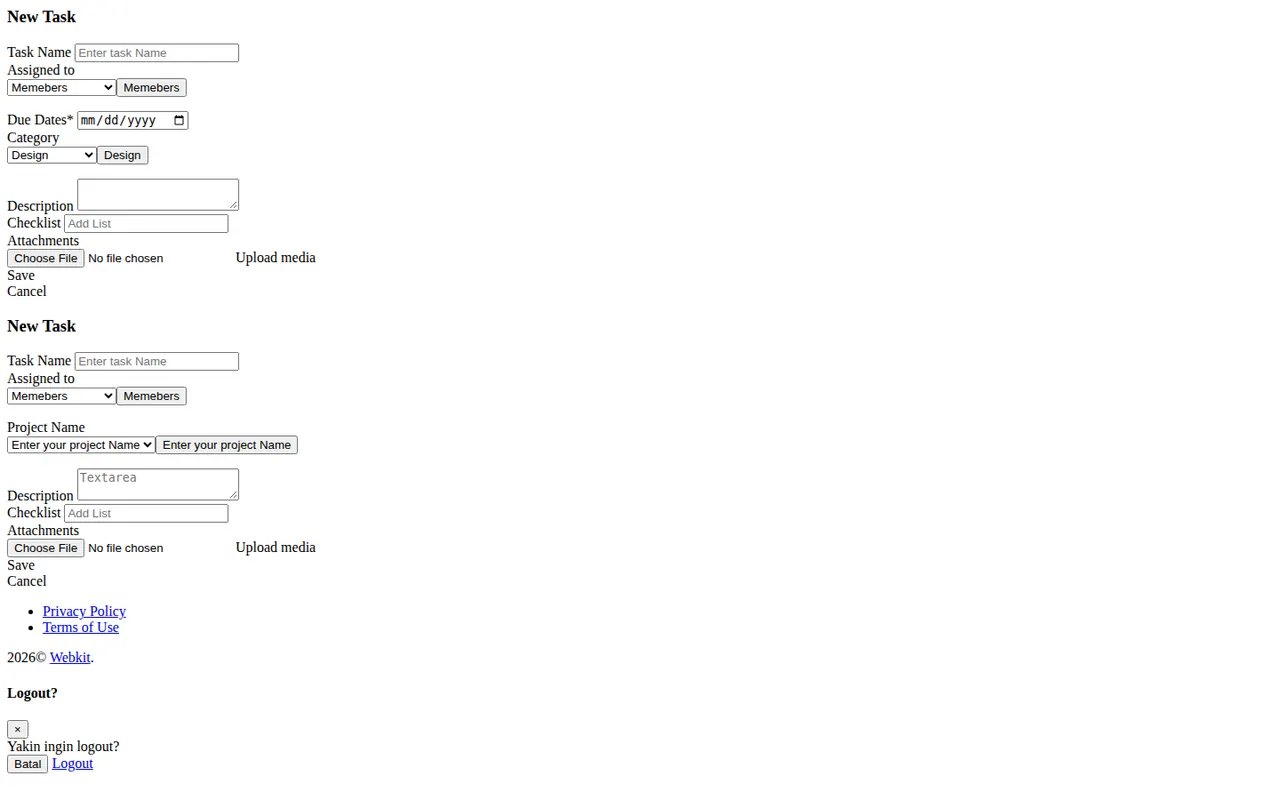 New Task
Task Name Enter task Name
Assigned to
Memebers Memebers
Due Dates* mm/dd/yyyy
Category
Design Design
Description
Checklist Add List
Attachments
Choose File No file chosen Upload media
Save
Cancel
New Task
Task Name Enter task Name
Assigned to
Memebers Memebers
Project Name
Enter your project Name Enter your project Name
Description Textarea
Checklist Add List
Attachments
Choose File No file chosen Upload media
Save
Cancel
Privacy Policy
Terms of Use
2026© Webkit.
Logout?
×
Yakin ingin logout?
Batal Logout